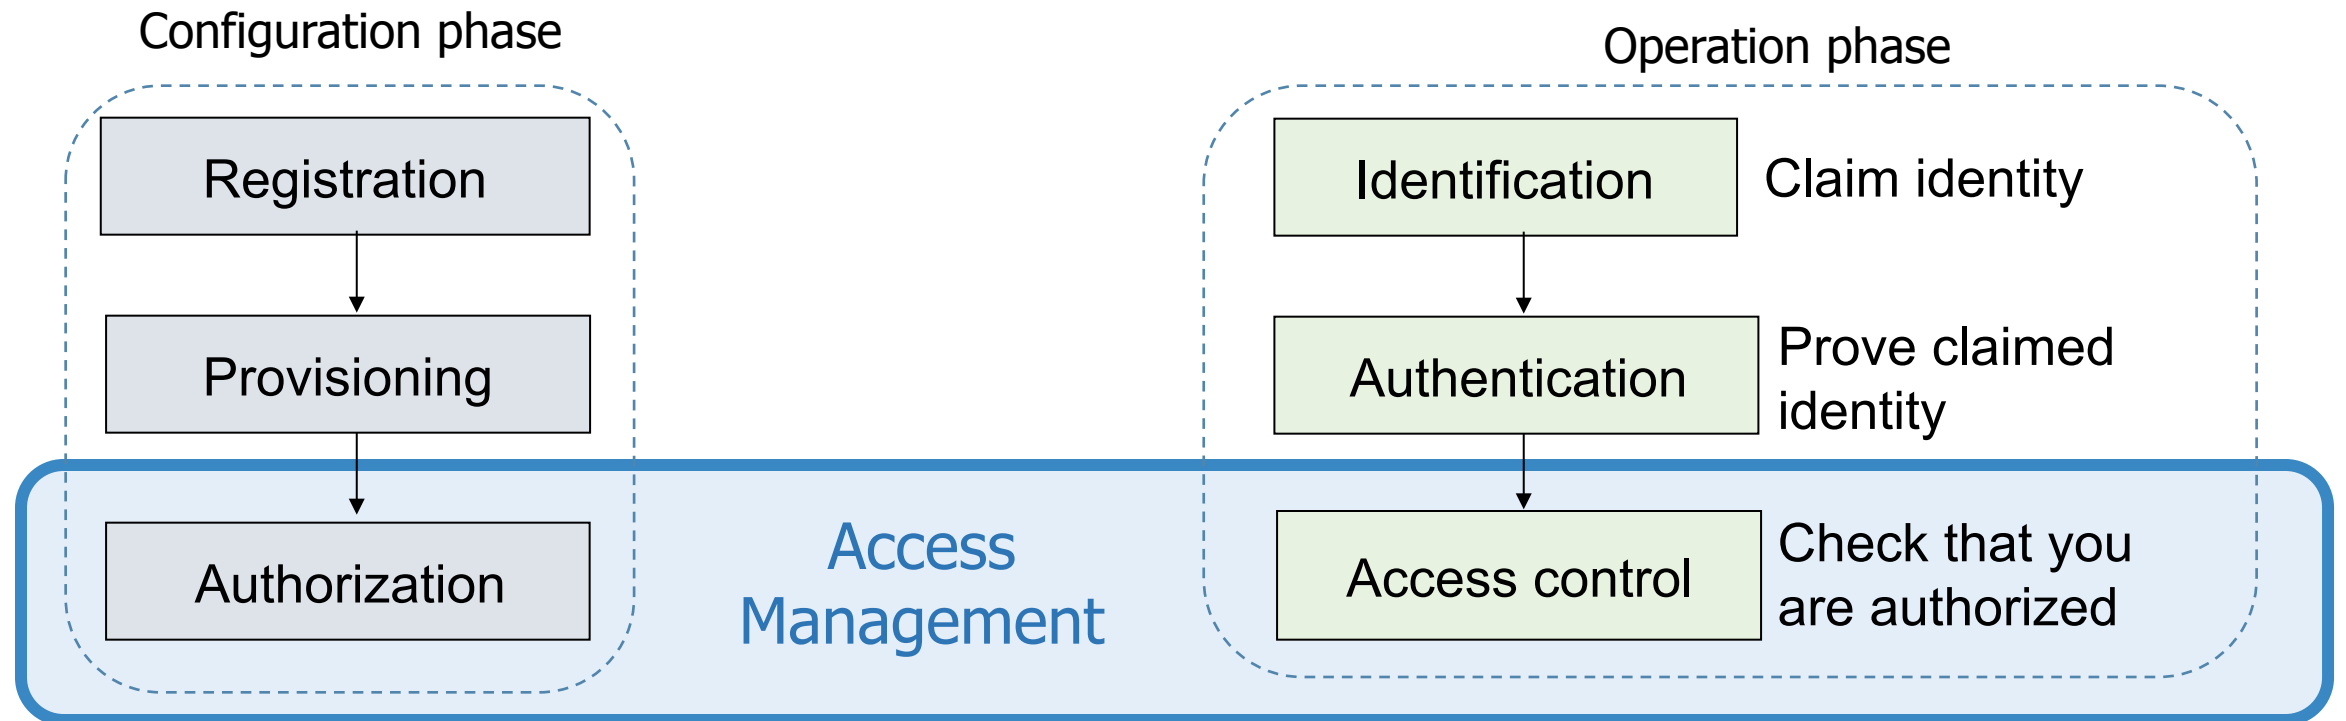 Configuration phase
Registration
Provisioning
Authorization
Access
Management
Operation phase
Identification
Claim identity
Authentication
Prove claimed
identity
Access control
Check that you
are authorized